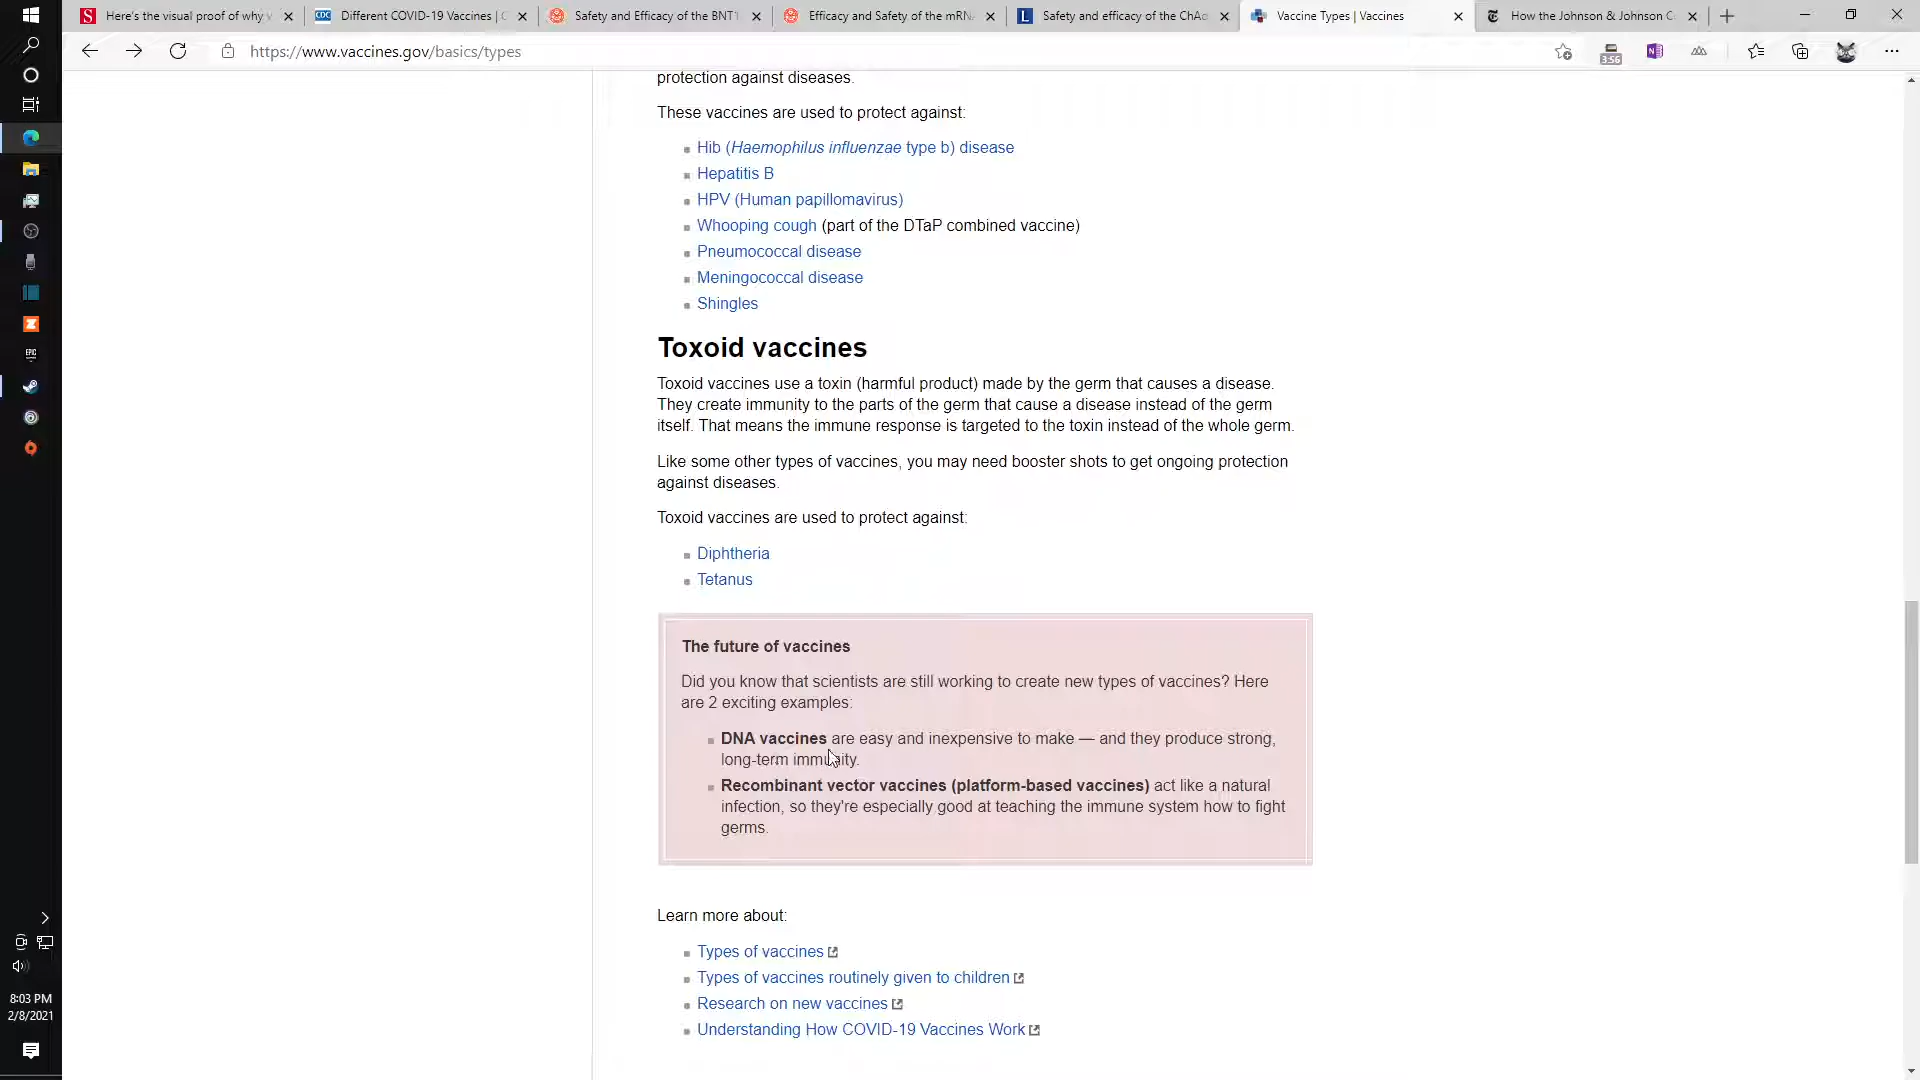 Here's the visual proof of why v
Different COVID-19 Vaccines | C
Safety and Efficacy of the BNT1
Efficacy and Safety of the mRNA
Safety and efficacy of the ChAd
Vaccine Types | Vaccines
How the Johnson & Johnson C
https://www.vaccines.gov/basics/types
3:56
protection against diseases.
These vaccines are used to protect against:
Hib (Haemophilus influenzae type b) disease
Hepatitis B
HPV (Human papillomavirus)
Whooping cough (part of the DTaP combined vaccine)
Pneumococcal disease
Meningococcal disease
Shingles
Toxoid vaccines
Toxoid vaccines use a toxin (harmful product) made by the germ that causes a disease.
They create immunity to the parts of the germ that cause a disease instead of the germ
itself. That means the immune response is targeted to the toxin instead of the whole germ.
Like some other types of vaccines, you may need booster shots to get ongoing protection
against diseases.
Toxoid vaccines are used to protect against:
Diphtheria
Tetanus
The future of vaccines
Did you know that scientists are still working to create new types of vaccines? Here
are 2 exciting examples:
DNA vaccines are easy and inexpensive to make — and they produce strong,
long-term immunity.
Recombinant vector vaccines (platform-based vaccines) act like a natural
infection, so they're especially good at teaching the immune system how to fight
germs.
Learn more about:
Types of vaccines
Types of vaccines routinely given to children
Research on new vaccines
Understanding How COVID-19 Vaccines Work
8:03 PM
2/8/2021